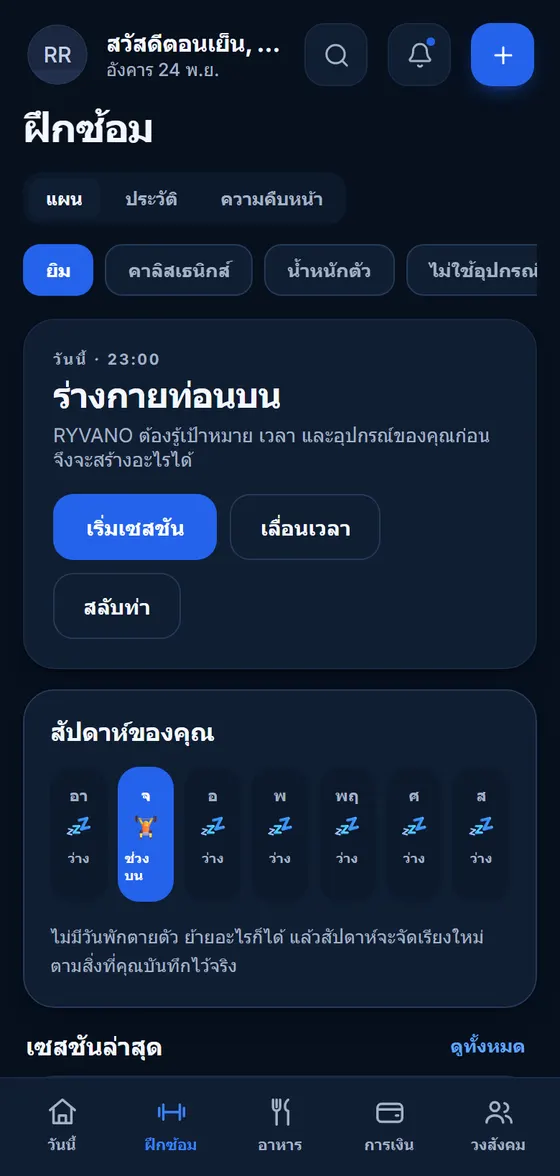 RR
สวัสดีตอนเย็น, ...
อังคาร 24 พ.ย.
ฝึกซ้อม
แผน ประวัติ ความคืบหน้า
ยิม คาลิสเธนิกส์ น้ำหนักตัว ไม่ใช้อุปกรณ์
วันนี้ · 23:00
ร่างกายท่อนบน
RYVANO ต้องรู้เป้าหมาย เวลา และอุปกรณ์ของคุณก่อน
จึงจะสร้างอะไรได้
เริ่มเซสชัน เลื่อนเวลา
สลับท่า
สัปดาห์ของคุณ
อา จ อ พ พฤ ศ ส
ว่าง ช่วง ว่าง ว่าง ว่าง ว่าง ว่าง
บน
ไม่มีวันพักตายตัว ย้ายอะไรก็ได้ แล้วสัปดาห์จะจัดเรียงใหม่
ตามสิ่งที่คุณบันทึกไว้จริง
เซสชันล่าสุด ดูทั้งหมด
วันนี้ ฝึกซ้อม อาหาร การเงิน วงสังคม